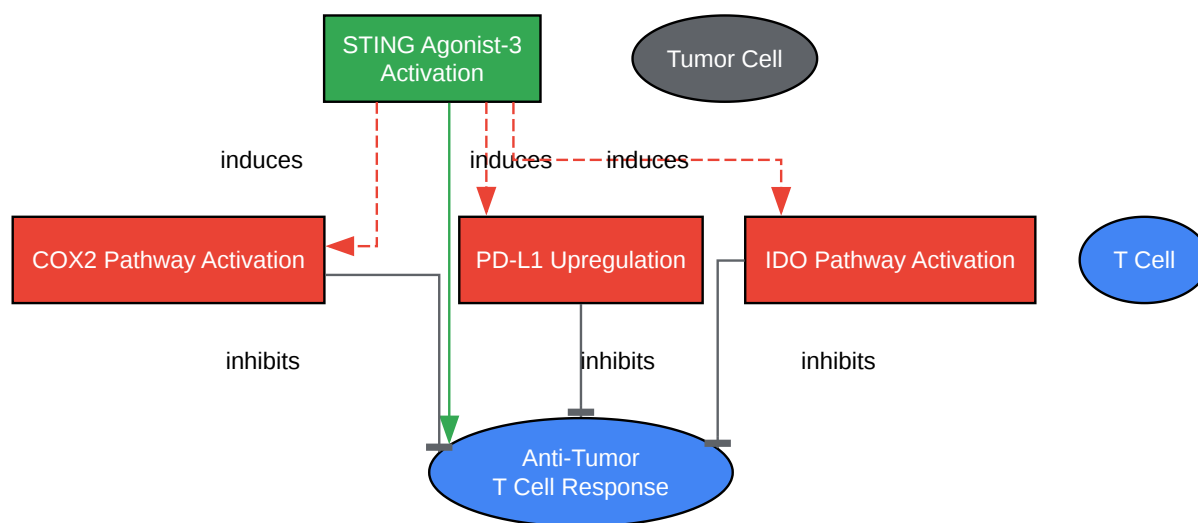 STING Agonist-3
Activation
Tumor Cell
induces
induces
induces
COX2 Pathway Activation
PD-L1 Upregulation
IDO Pathway Activation
T Cell
inhibits
inhibits
inhibits
Anti-Tumor
T Cell Response